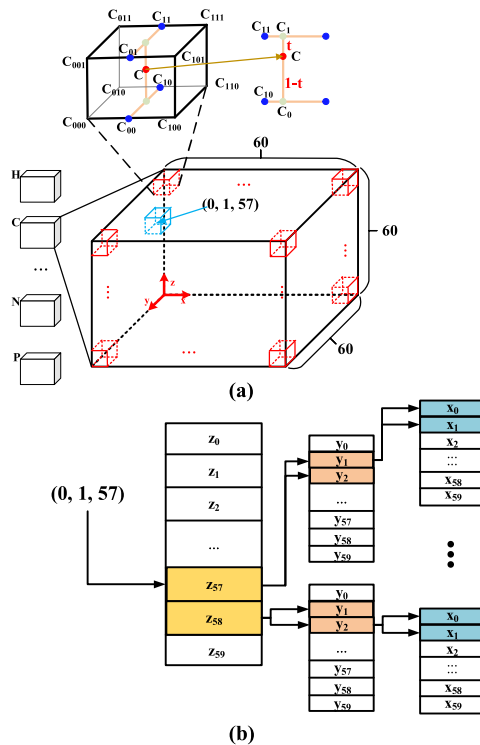 C₀₁₁ C₁₁ C₁₁₁ C₁₁ C₁
t
C₀₀₁ C₀₁ C C₁₀₁ C
C₀₁₀ C₁₀ C₁₁₀ 1-t
C₁₀
C₀₀₀ C₀₀ C₁₀₀ C₀
60
H
...
C (0, 1, 57)
60
...
N z
y x
...
P 60
(a)
z₀ y₀ x₀
y₁ x₁
z₁ y₂ x₂
...
z₂ ... x₅₈
(0, 1, 57) y₅₇ x₅₉
... y₅₈
y₅₉
z₅₇ y₀
y₁ x₀
z₅₈ y₂ x₁
z₅₉ ... x₂
y₅₇ ...
y₅₈ x₅₈
y₅₉ x₅₉
(b)